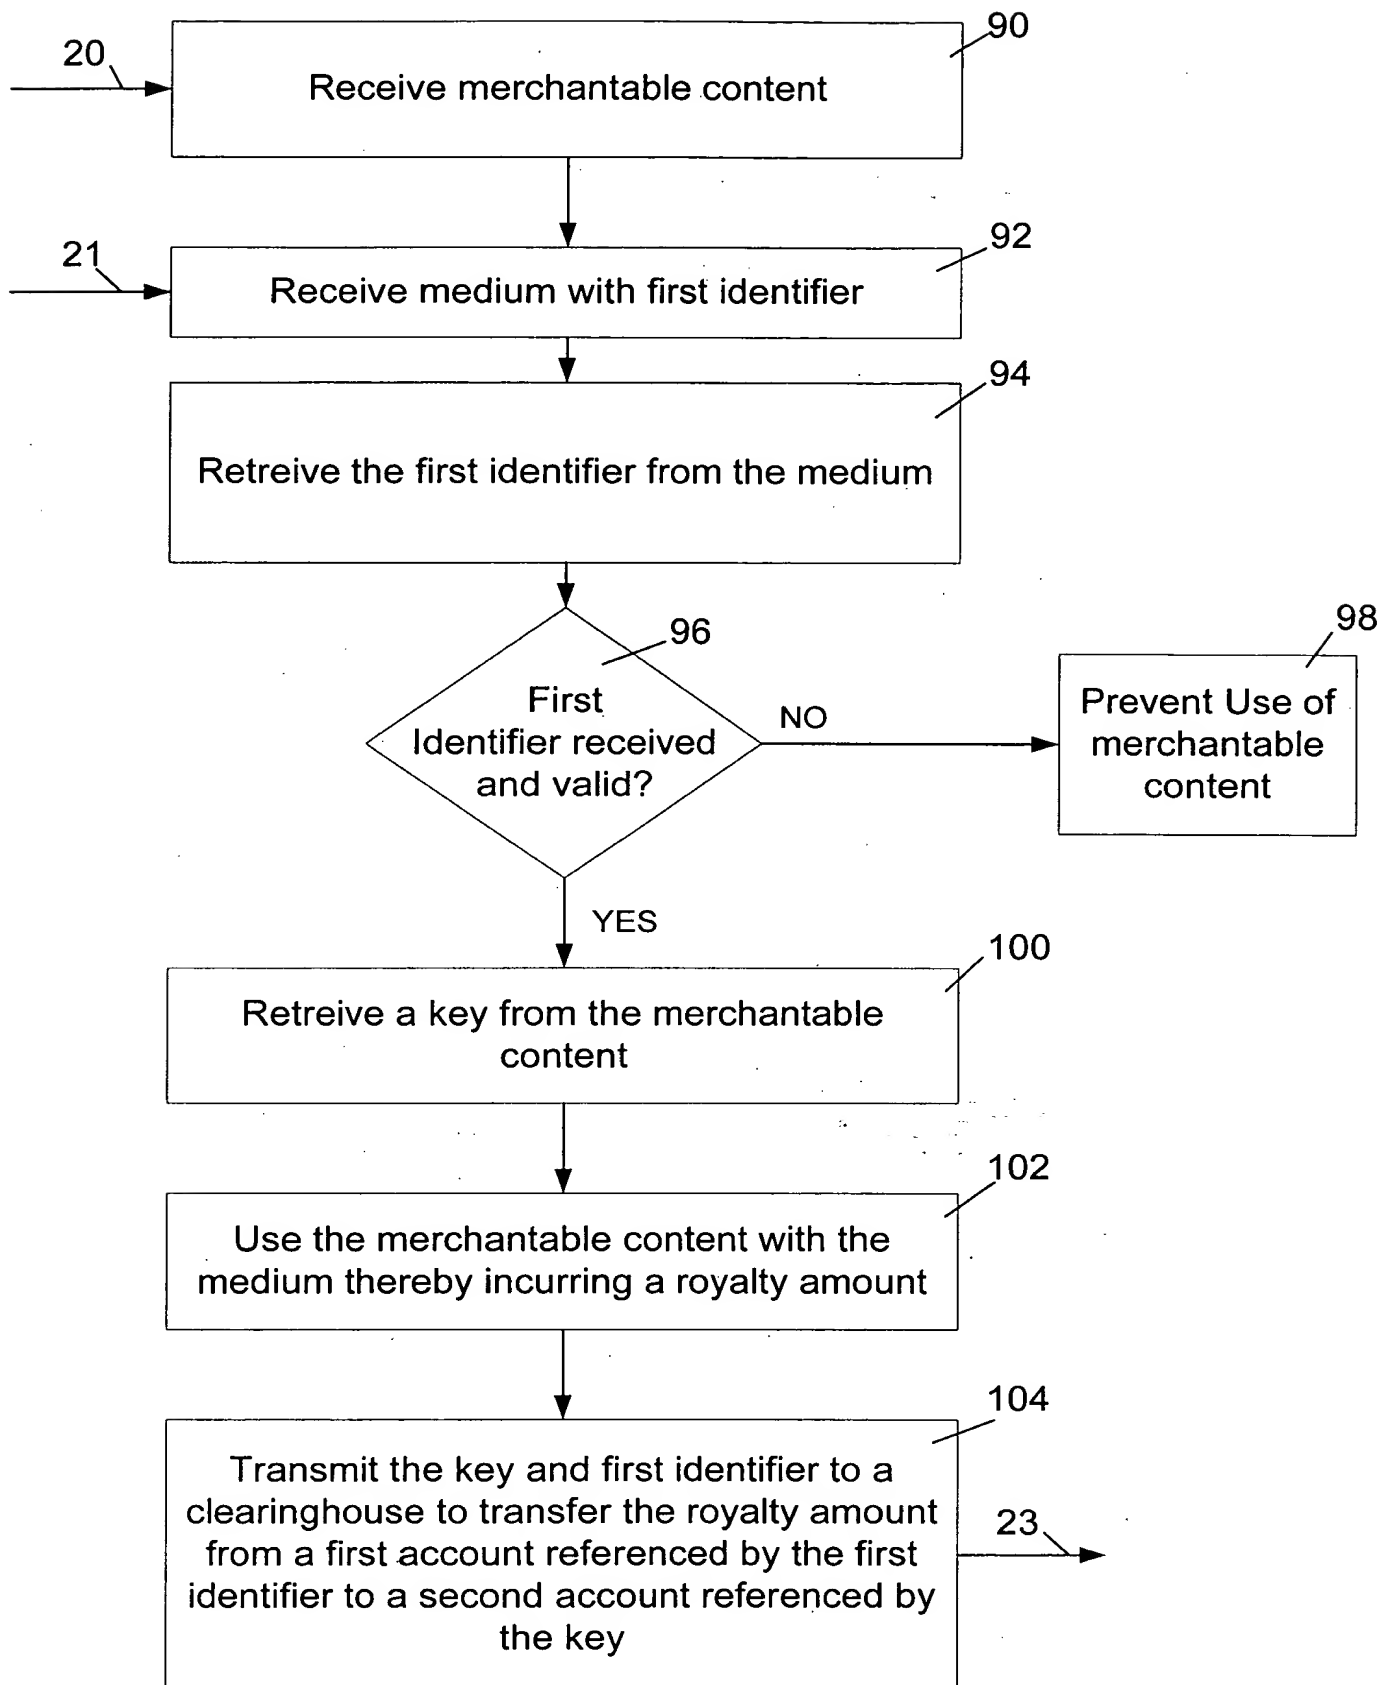 90
20
Receive merchantable content
92
21
Receive medium with first identifier
94
Retreive the first identifier from the medium
96
98
First
Identifier received
and valid?
NO
Prevent Use of
merchantable
content
YES
100
Retreive a key from the merchantable
content
102
Use the merchantable content with the
medium thereby incurring a royalty amount
104
Transmit the key and first identifier to a
clearinghouse to transfer the royalty amount
from a first account referenced by the first
identifier to a second account referenced by
the key
23